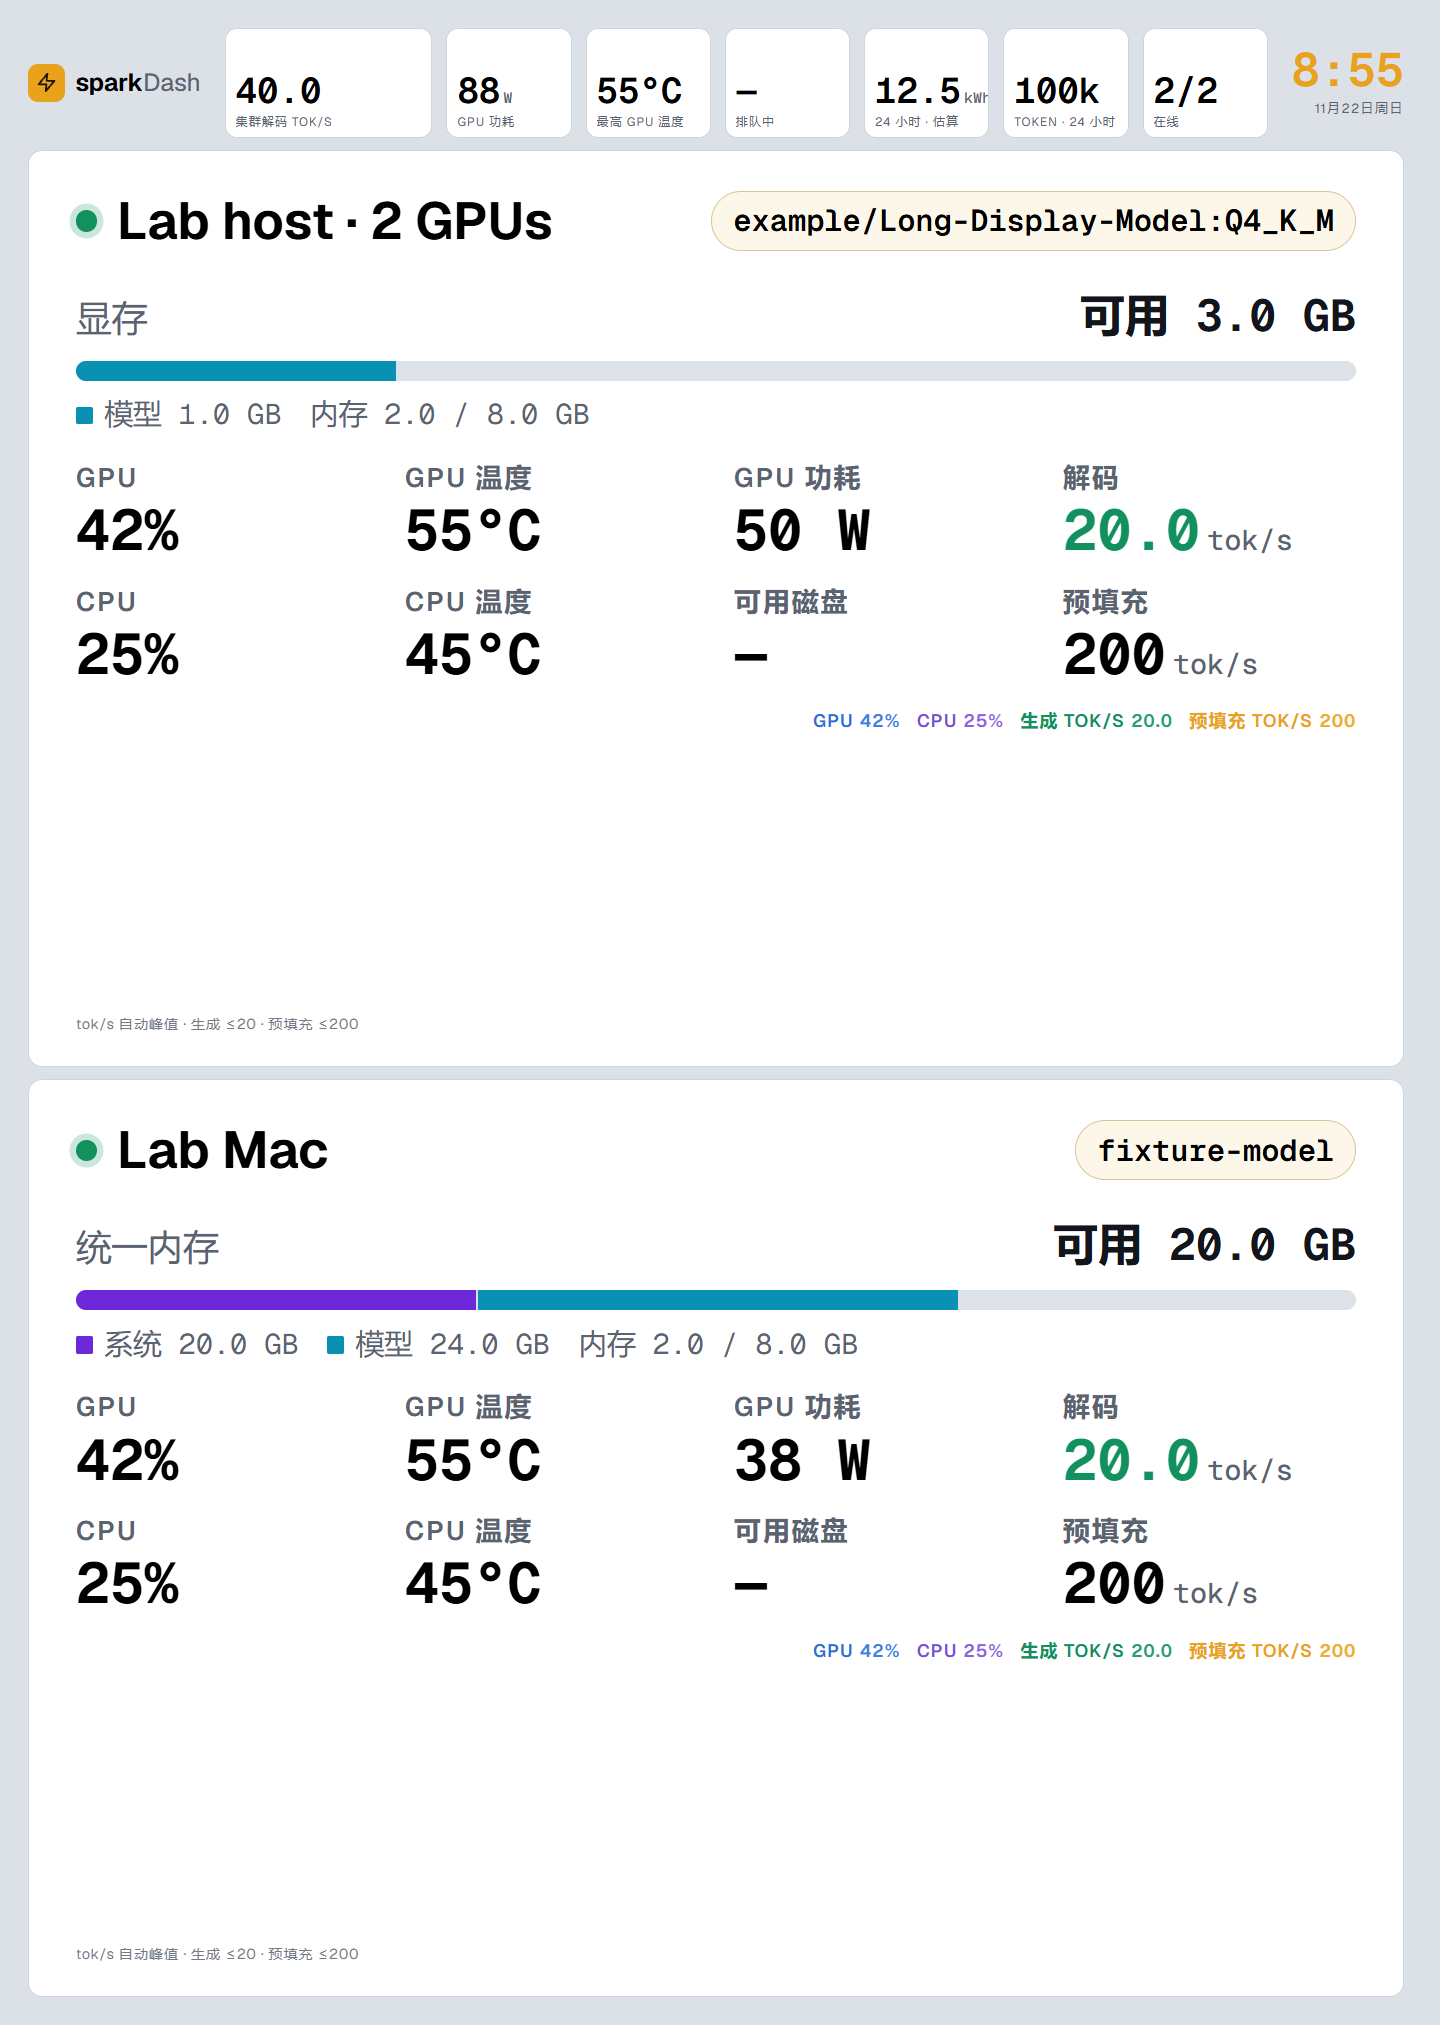 sparkDash
40.0
集群解码 TOK/S
88 W
GPU 功耗
55°C
最高 GPU 温度
–
排队中
12.5 kWh
24 小时 · 估算
100k
TOKEN · 24 小时
2/2
在线
8:55
11月22日周日
Lab host · 2 GPUs
example/Long-Display-Model:Q4_K_M
显存
可用 3.0 GB
模型 1.0 GB 内存 2.0 / 8.0 GB
GPU GPU 温度 GPU 功耗 解码
42% 55°C 50 W 20.0 tok/s
CPU CPU 温度 可用磁盘 预填充
25% 45°C – 200 tok/s
GPU 42% CPU 25% 生成 TOK/S 20.0 预填充 TOK/S 200
tok/s 自动峰值 · 生成 ≤20 · 预填充 ≤200
Lab Mac
fixture-model
统一内存
可用 20.0 GB
系统 20.0 GB 模型 24.0 GB 内存 2.0 / 8.0 GB
GPU GPU 温度 GPU 功耗 解码
42% 55°C 38 W 20.0 tok/s
CPU CPU 温度 可用磁盘 预填充
25% 45°C – 200 tok/s
GPU 42% CPU 25% 生成 TOK/S 20.0 预填充 TOK/S 200
tok/s 自动峰值 · 生成 ≤20 · 预填充 ≤200